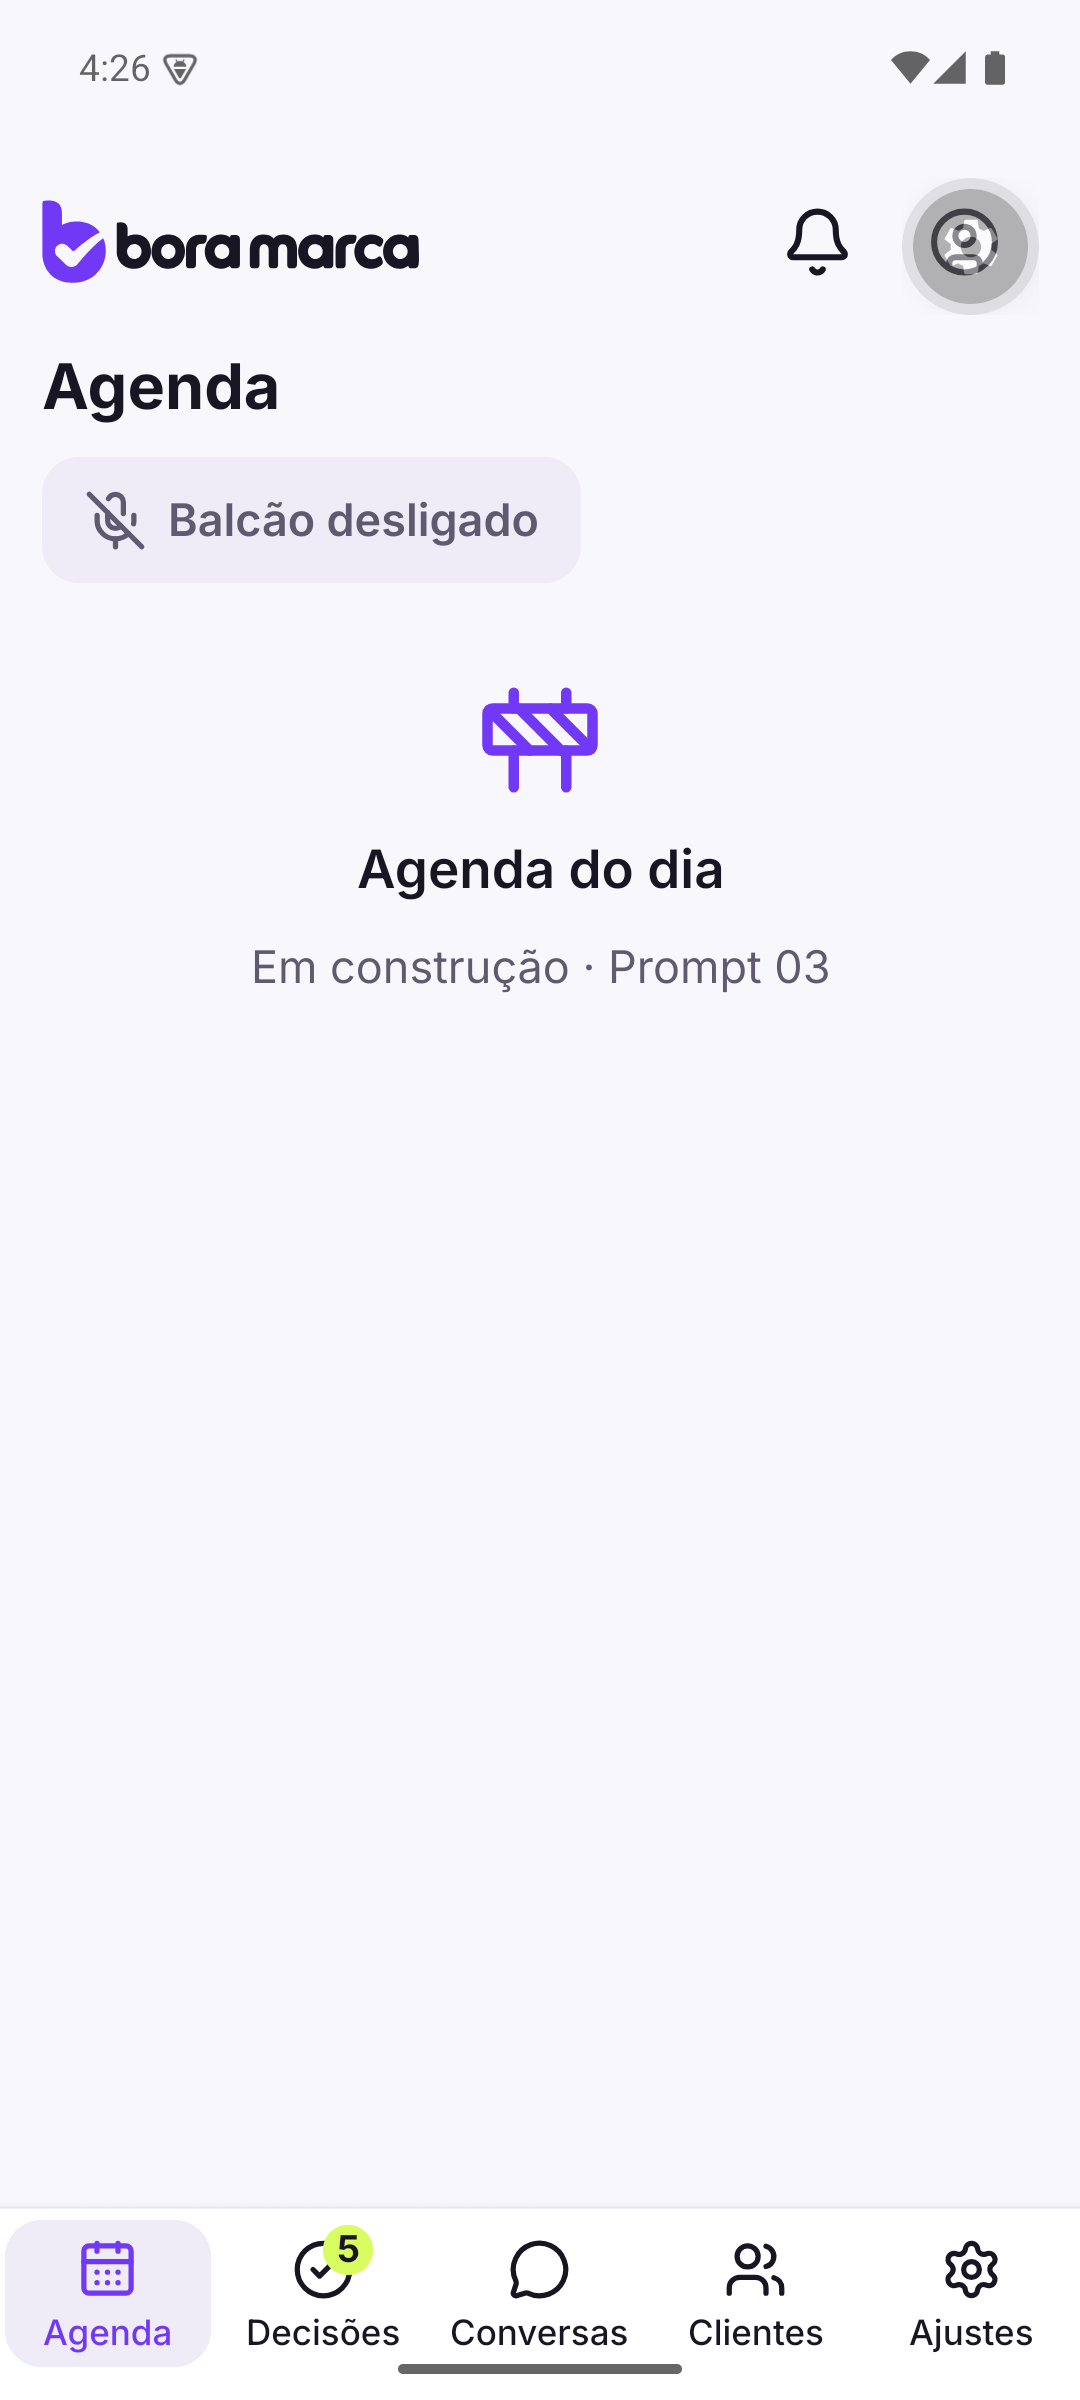 4:26
bora marca
Agenda
Balcão desligado
Agenda do dia
Em construção · Prompt 03
5
Agenda
Decisões
Conversas
Clientes
Ajustes